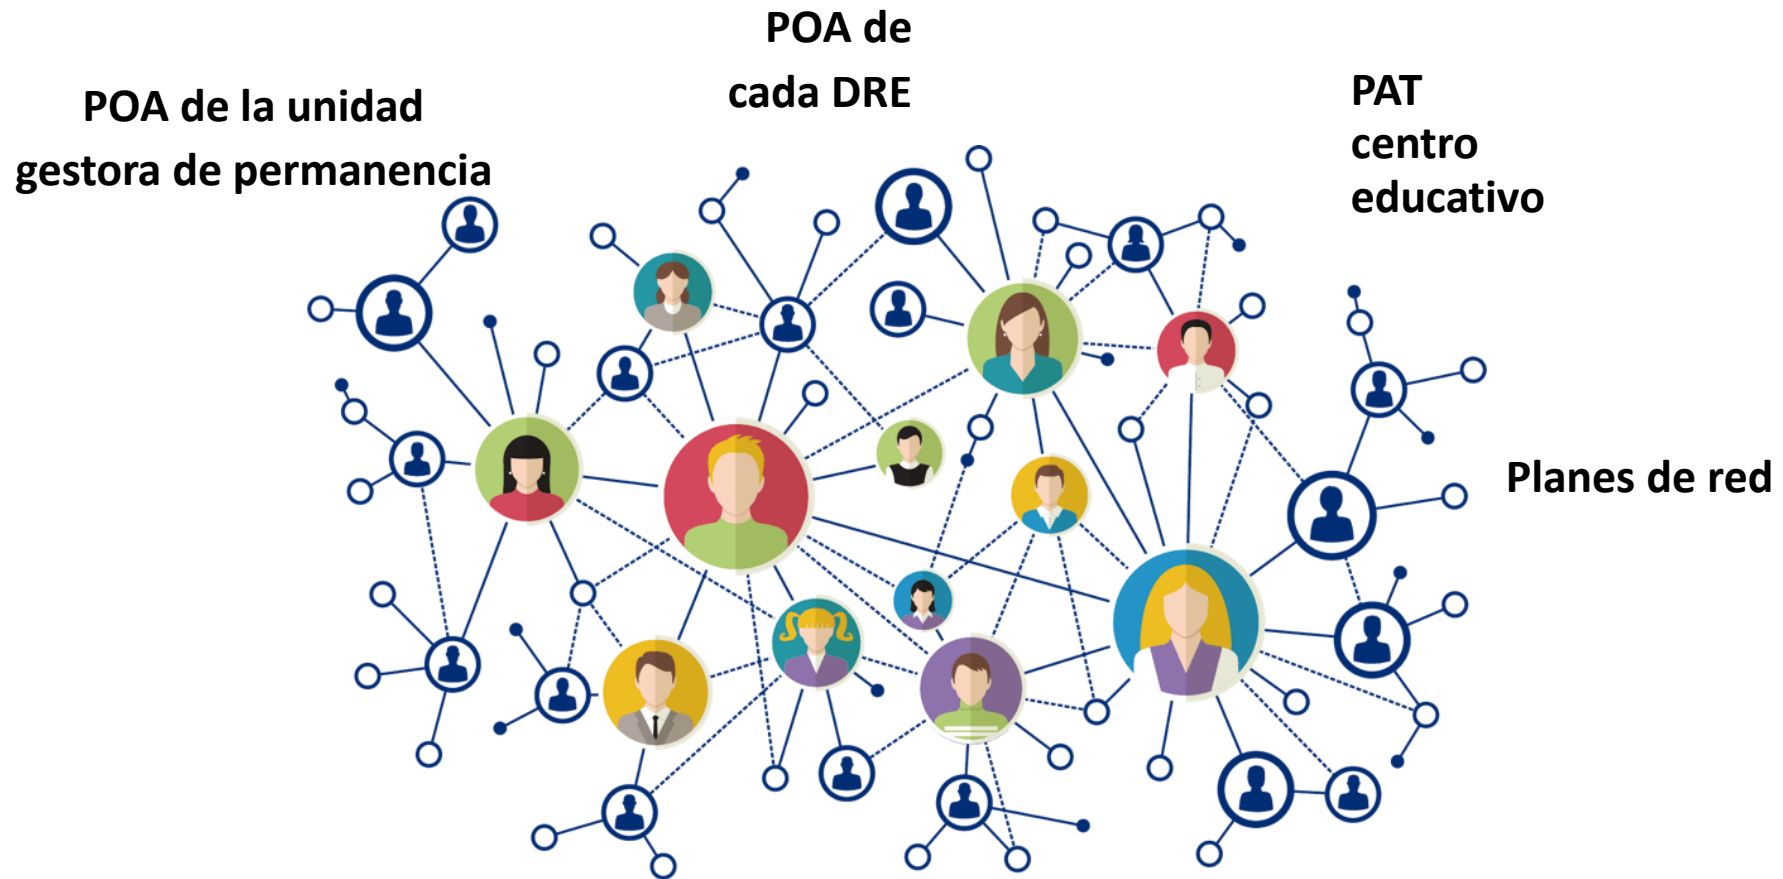 POA de la unidad
gestora de permanencia
POA de
cada DRE
PAT
centro
educativo
Planes de red